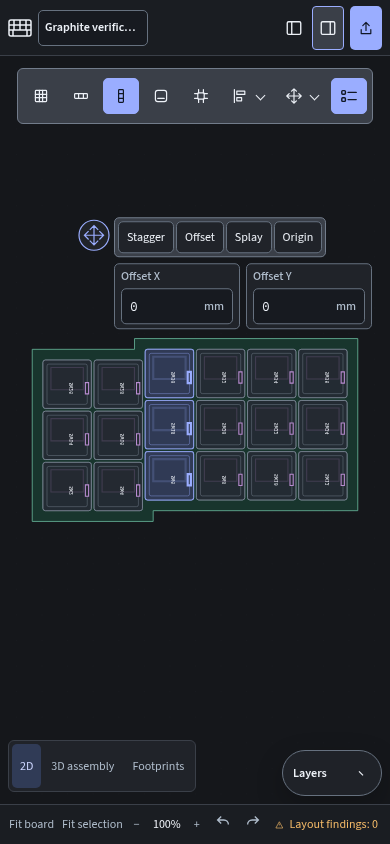 Graphite verific...
Stagger
Offset
Splay
Origin
Offset X
Offset Y
0 mm
0 mm
2D
3D assembly
Footprints
Layers
Fit board
Fit selection
− 100% +
Layout findings: 0